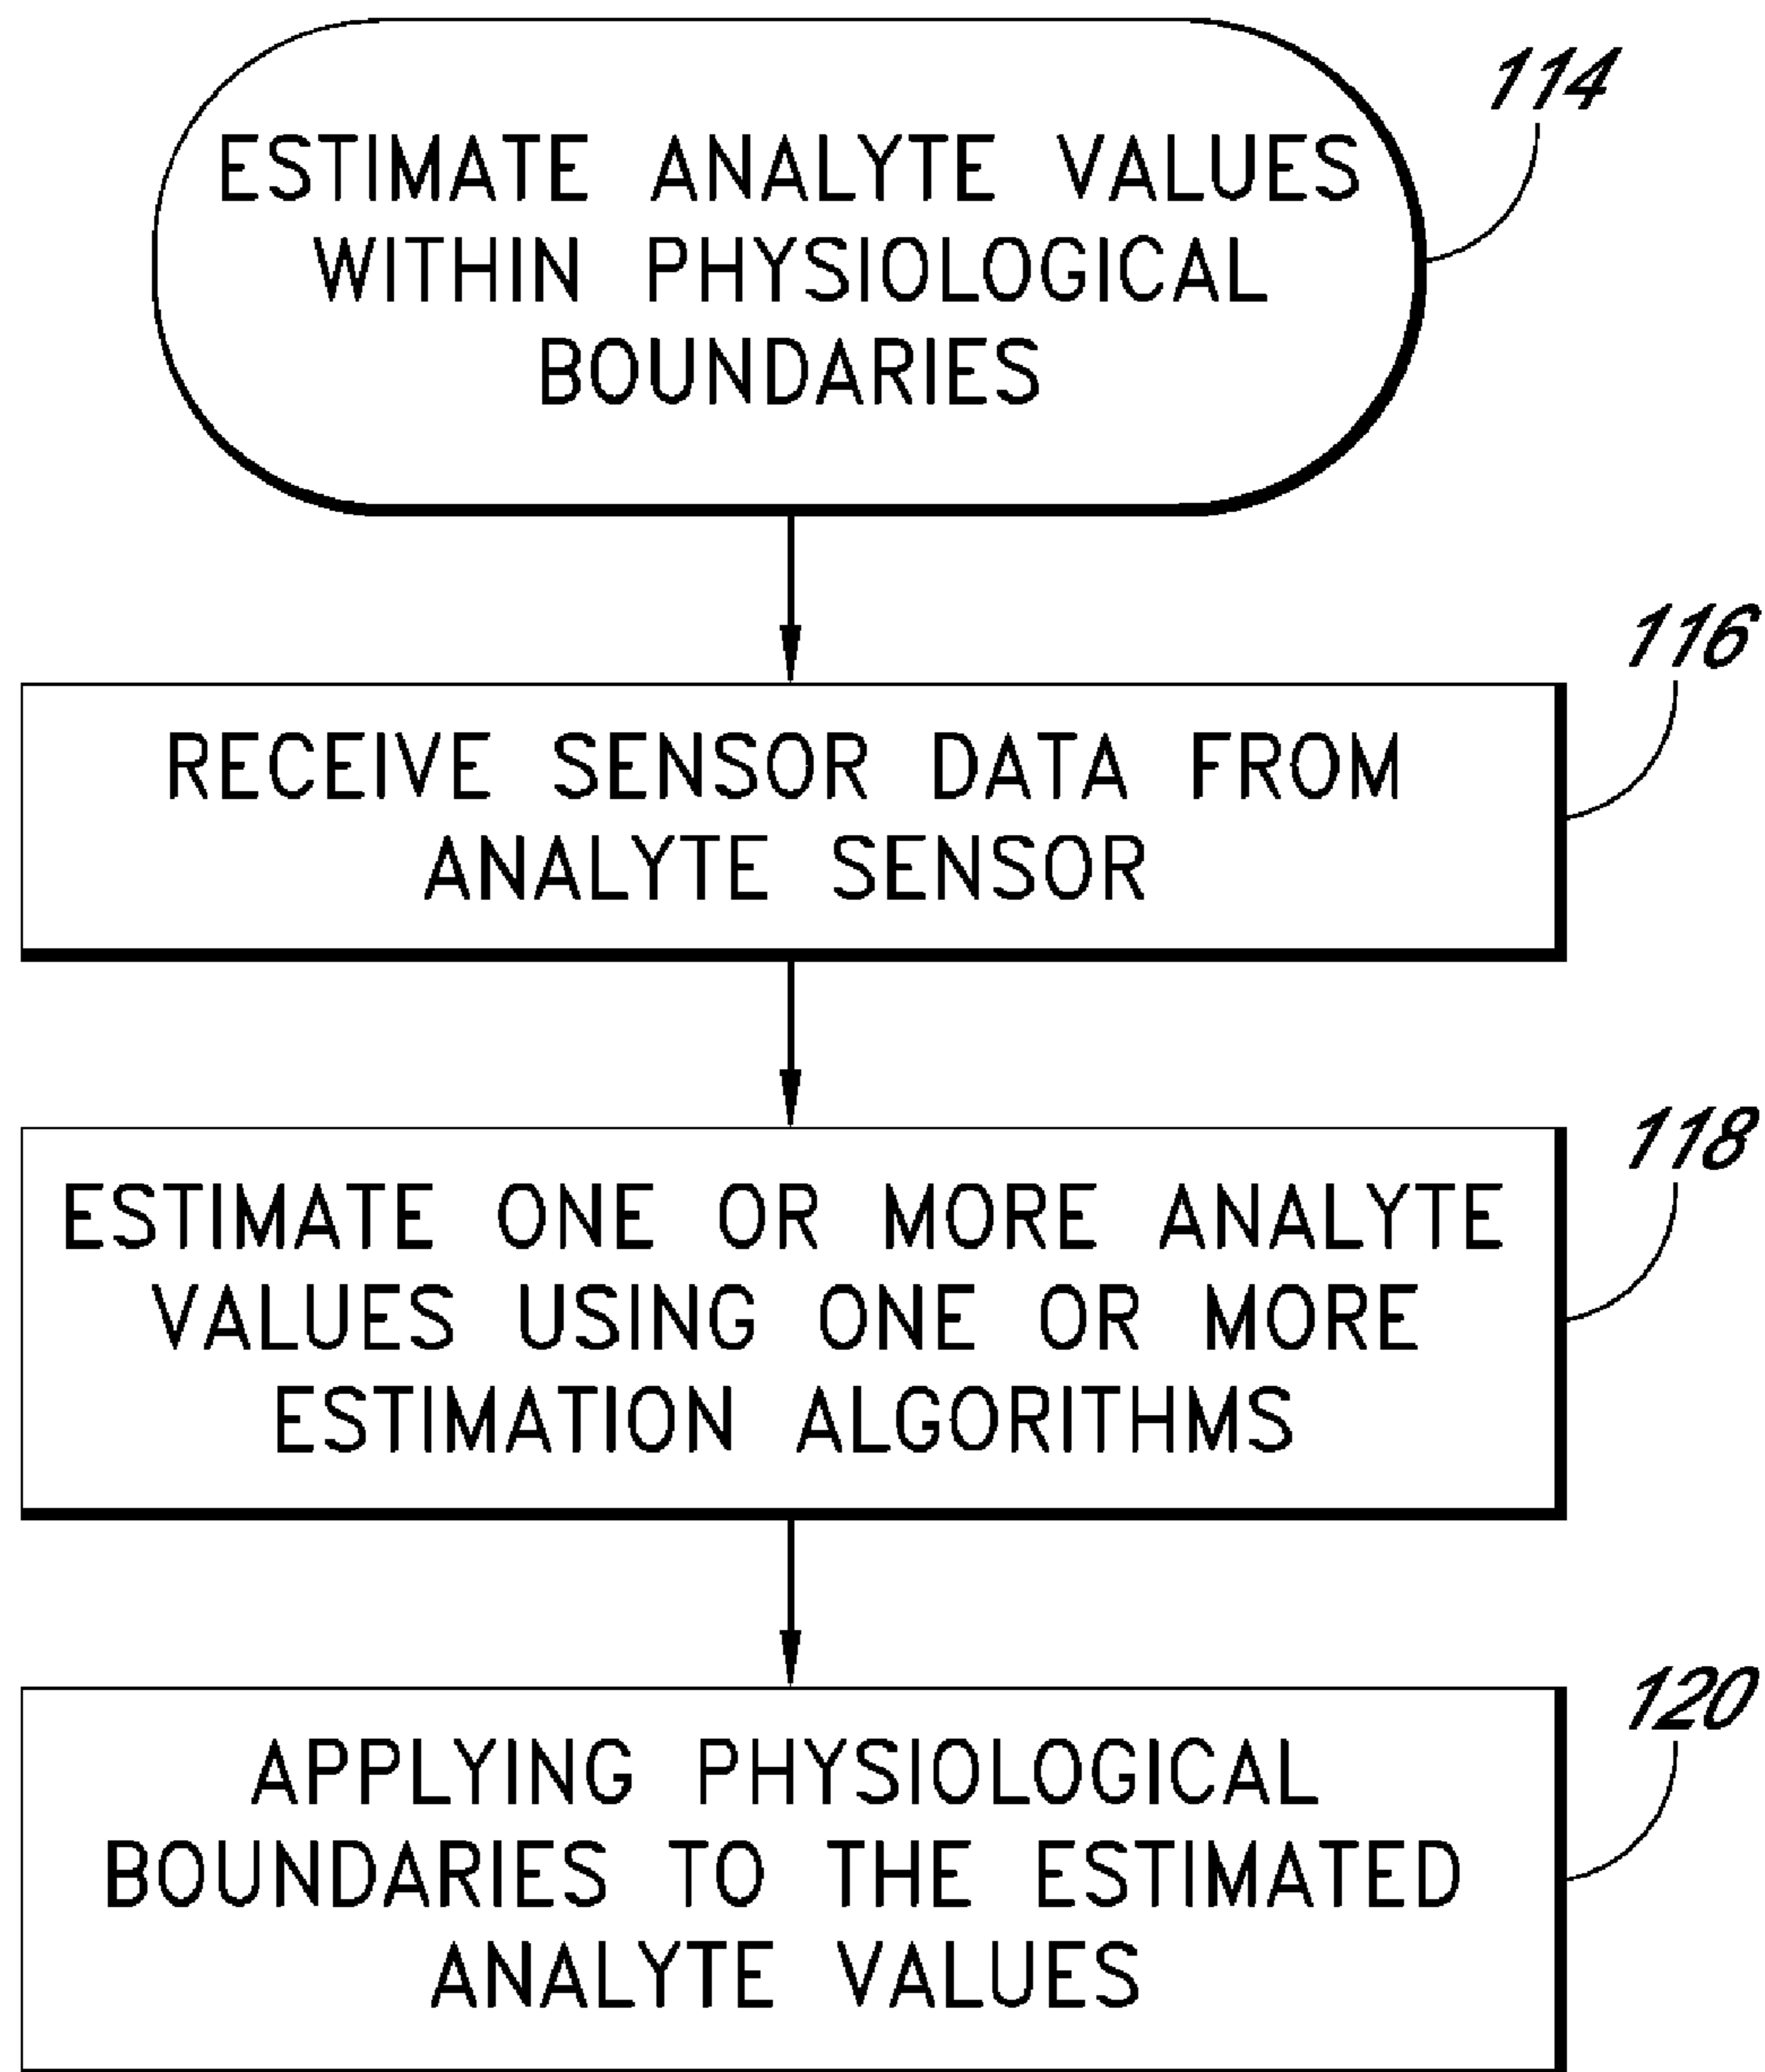 114
ESTIMATE ANALYTE VALUES
WITHIN PHYSIOLOGICAL
BOUNDARIES
116
RECEIVE SENSOR DATA FROM
ANALYTE SENSOR
118
ESTIMATE ONE OR MORE ANALYTE
VALUES USING ONE OR MORE
ESTIMATION ALGORITHMS
120
APPLYING PHYSIOLOGICAL
BOUNDARIES TO THE ESTIMATED
ANALYTE VALUES